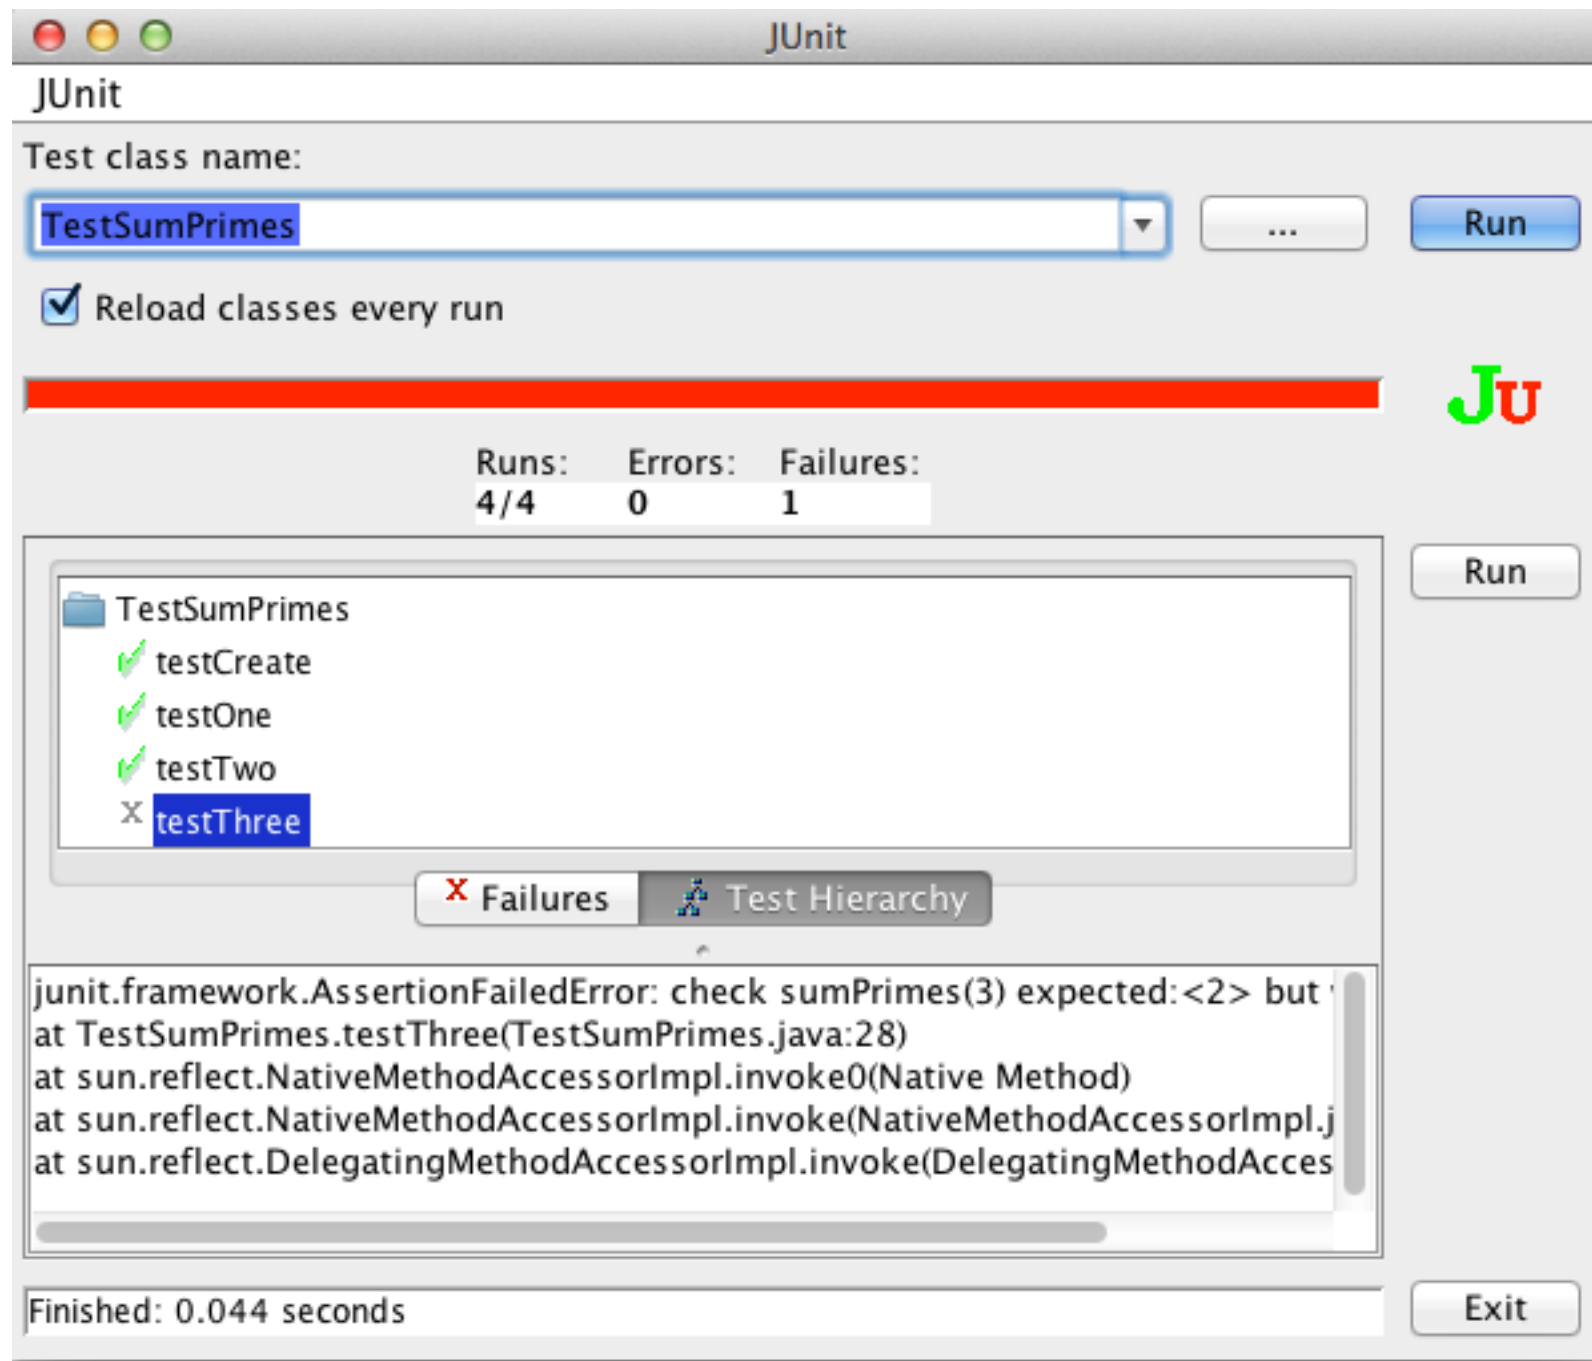 JUnit
JUnit
Test class name:
TestSumPrimes
...
Run
Reload classes every run
JU
Runs: Errors: Failures:
4/4 0 1
Run
TestSumPrimes
testCreate
testOne
testTwo
X testThree
X Failures
Test Hierarchy
junit.framework.AssertionFailedError: check sumPrimes(3) expected:<2> but
at TestSumPrimes.testThree(TestSumPrimes.java:28)
at sun.reflect.NativeMethodAccessorImpl.invoke0(Native Method)
at sun.reflect.NativeMethodAccessorImpl.invoke(NativeMethodAccessorImpl.j
at sun.reflect.DelegatingMethodAccessorImpl.invoke(DelegatingMethodAcces
Finished: 0.044 seconds
Exit